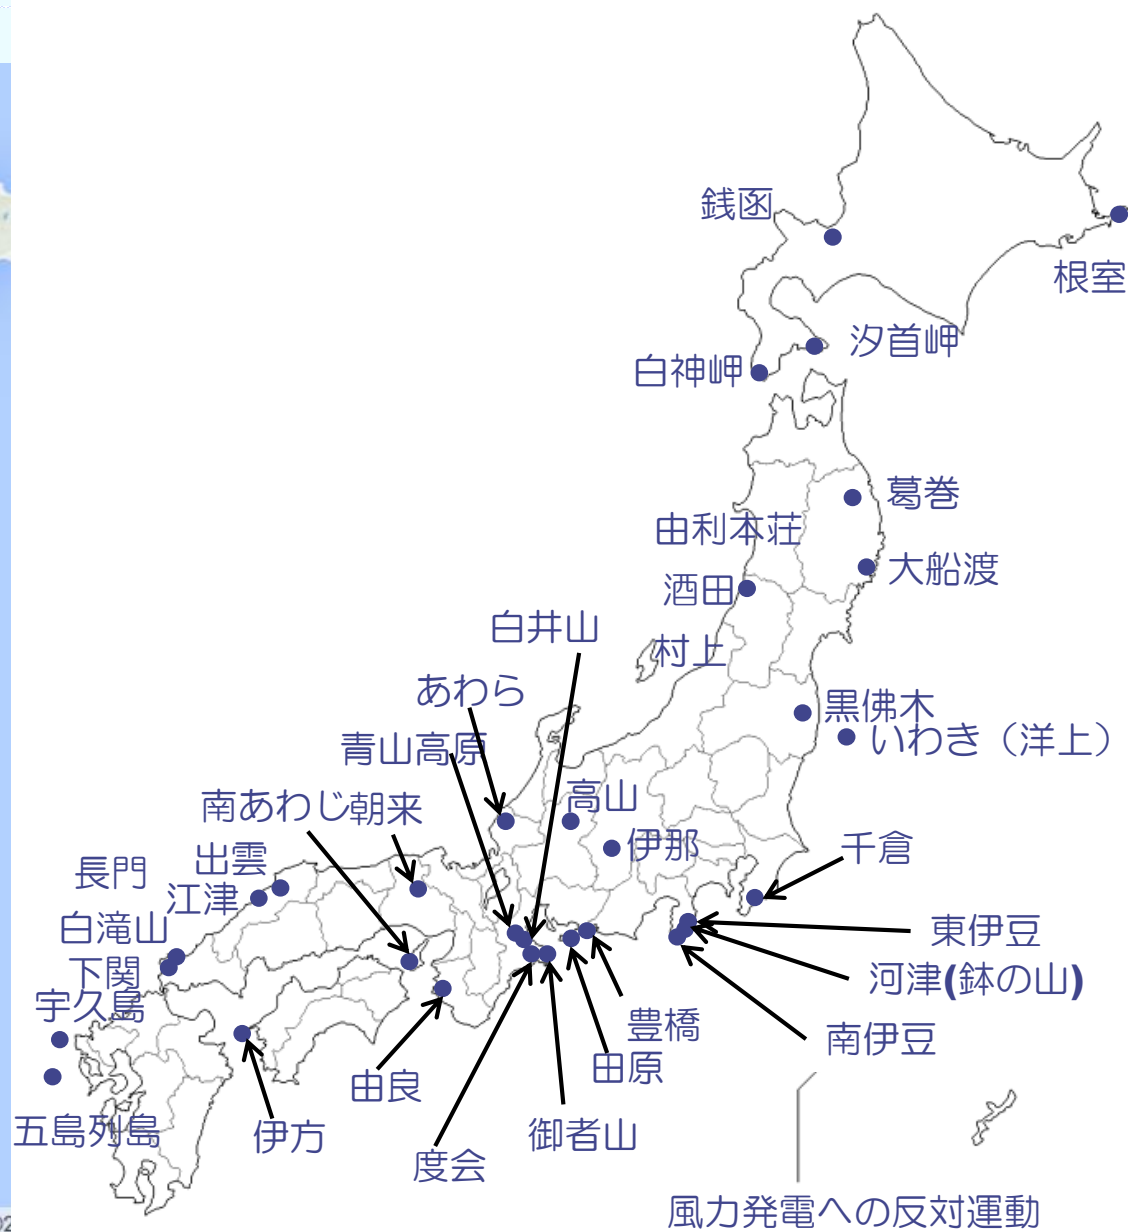 銭函
根室
汐首岬
白神岬
葛巻
由利本荘
大船渡
酒田
白井山
村上
あわら
黒佛木
いわき（洋上）
青山高原
高山
南あわじ
朝来
伊那
千倉
出雲
長門
江津
白滝山
東伊豆
下関
河津(鉢の山)
宇久島
豊橋
南伊豆
田原
由良
五島列島
伊方
御者山
度会
風力発電への反対運動